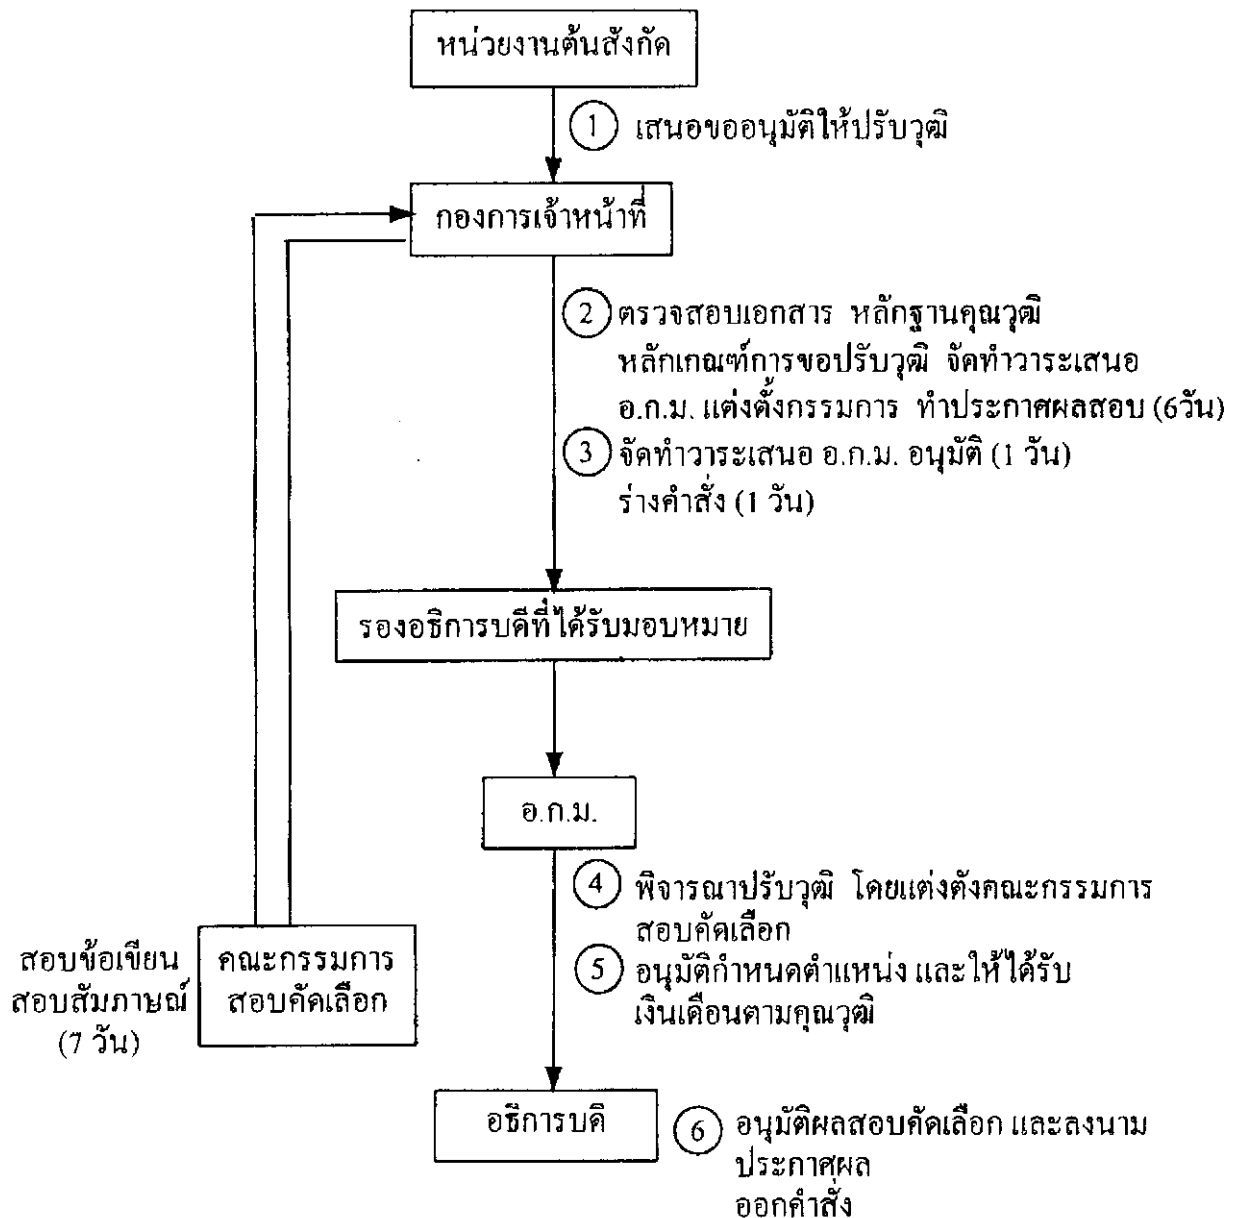 หน่วยงานต้นสังกัด
1 เสนอขออนุมัติให้ปรับวุฒิ
กองการเจ้าหน้าที่
2 ตรวจสอบเอกสาร หลักฐานคุณวุฒิ
หลักเกณฑ์การขอปรับวุฒิ จัดทำวาระเสนอ
อ.ก.ม. แต่งตั้งกรรมการ ทำประกาศผลสอบ (6วัน)
3 จัดทำวาระเสนอ อ.ก.ม. อนุมัติ (1 วัน)
ร่างคำสั่ง (1 วัน)
รองอธิการบดีที่ได้รับมอบหมาย
อ.ก.ม.
4 พิจารณาปรับวุฒิ โดยแต่งตั้งคณะกรรมการ
สอบคัดเลือก
5 อนุมัติกำหนดตำแหน่ง และให้ได้รับ
เงินเดือนตามคุณวุฒิ
สอบข้อเขียน
สอบสัมภาษณ์
(7 วัน)
คณะกรรมการ
สอบคัดเลือก
อธิการบดี
6 อนุมัติผลสอบคัดเลือก และลงนาม
ประกาศผล
ออกคำสั่ง